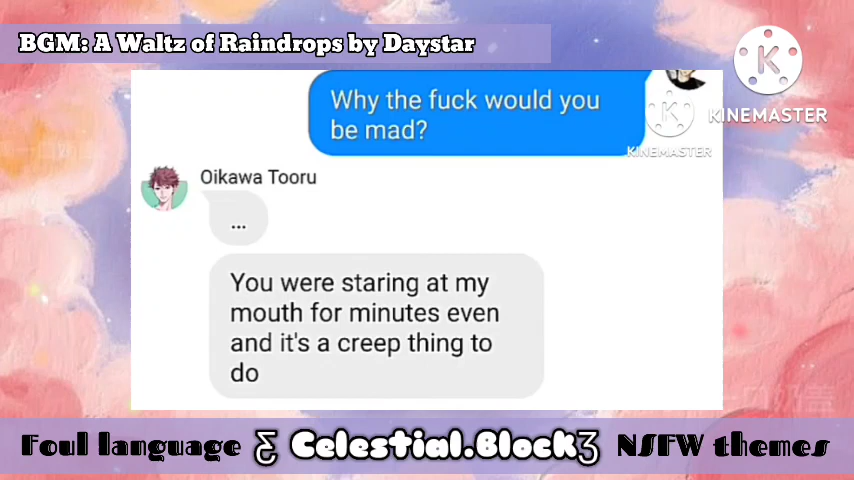 BGM: A Waltz of Raindrops by Daystar
KINEMASTER
Why the fuck would you
be mad?
KINEMASTER
Oikawa Tooru
...
You were staring at my
mouth for minutes even
and it's a creep thing to
do
Foul language Ƹ Celestial.Block Ʒ NSFW themes